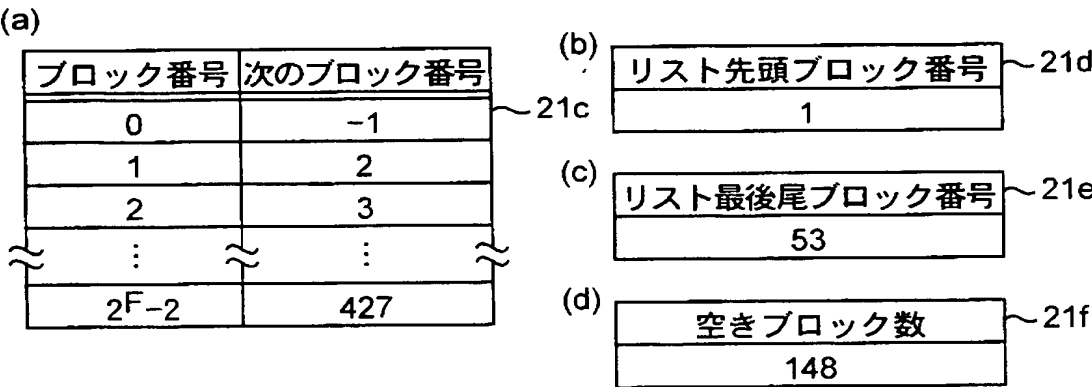 (a)
ブロック番号 次のブロック番号
21c
0 −1
1 2
2 3
⋮ ⋮
2F−2 427
(b)
リスト先頭ブロック番号 21d
1
(c)
リスト最後尾ブロック番号 21e
53
(d)
空きブロック数 21f
148